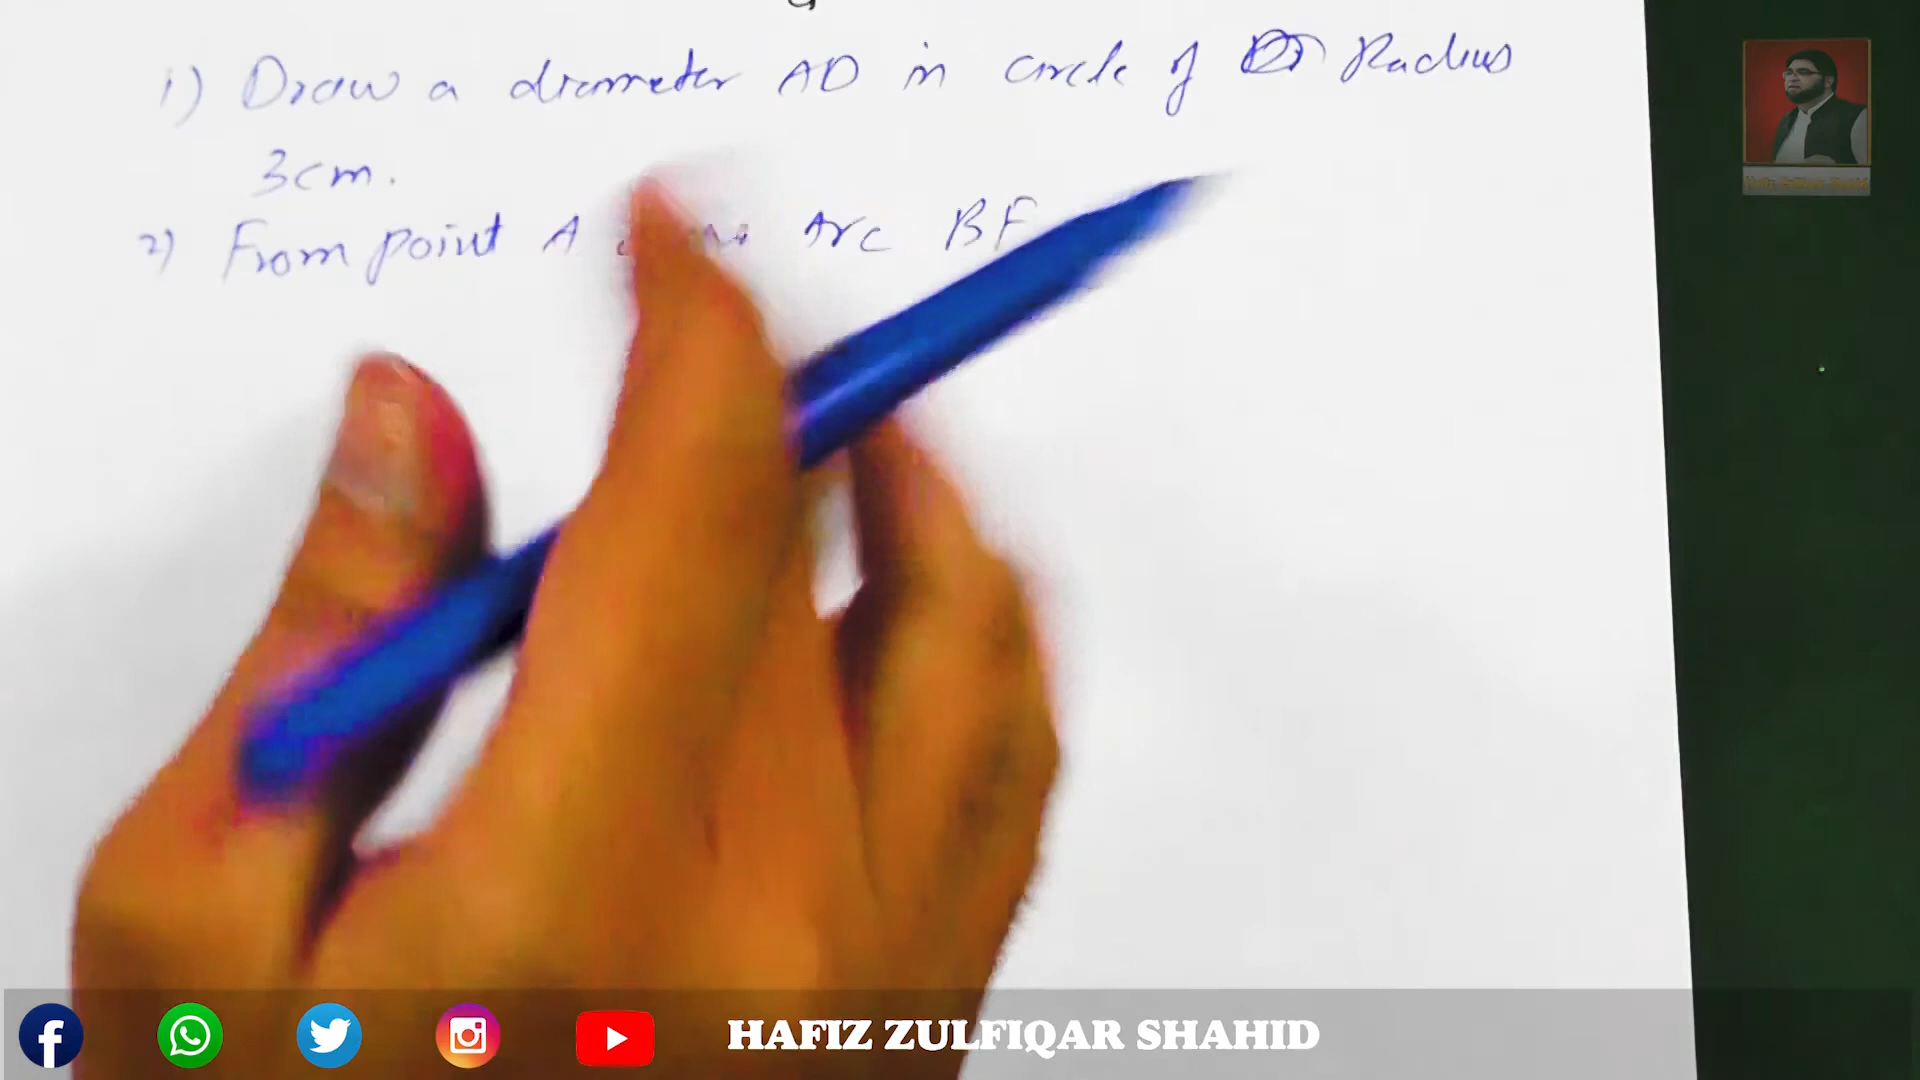 1) Draw a diameter AD in circle of Radius
3cm.
2) From point A Arc BF
HAFIZ ZULFIQAR SHAHID